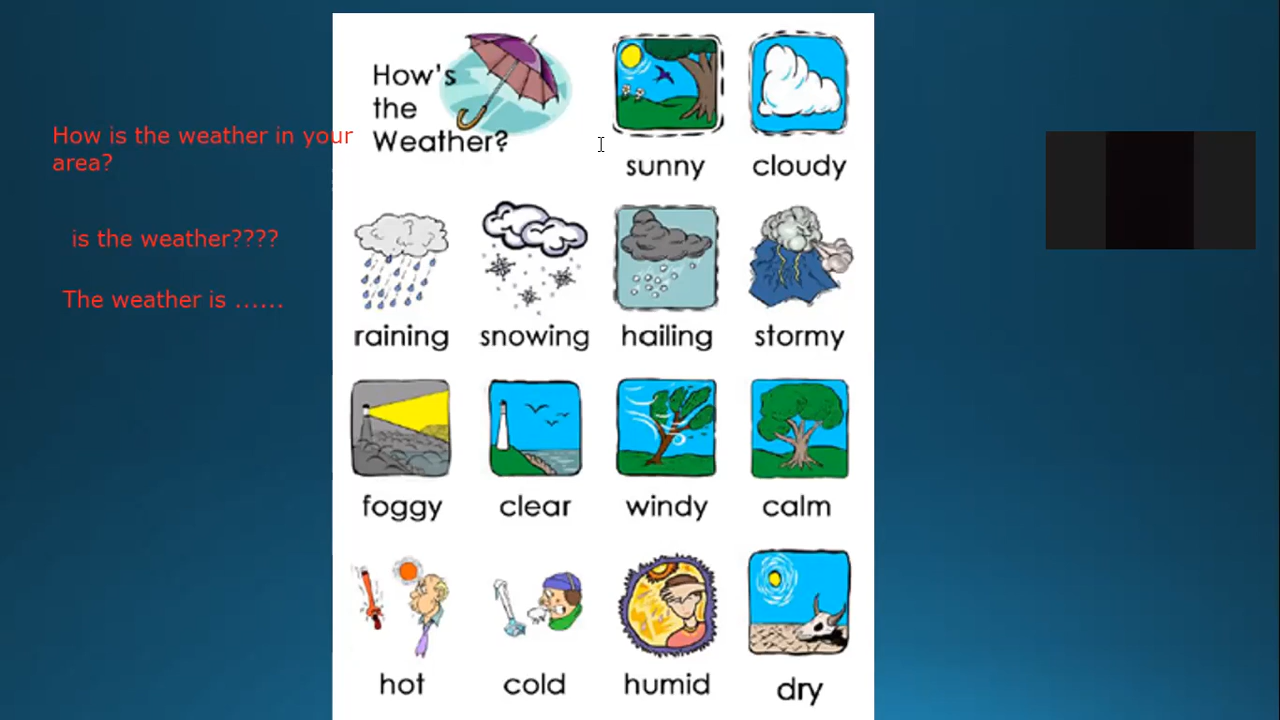 How is the weather in your
area?
is the weather????
The weather is ……
How's
the
Weather?
sunny cloudy
raining snowing hailing stormy
foggy clear windy calm
hot cold humid dry